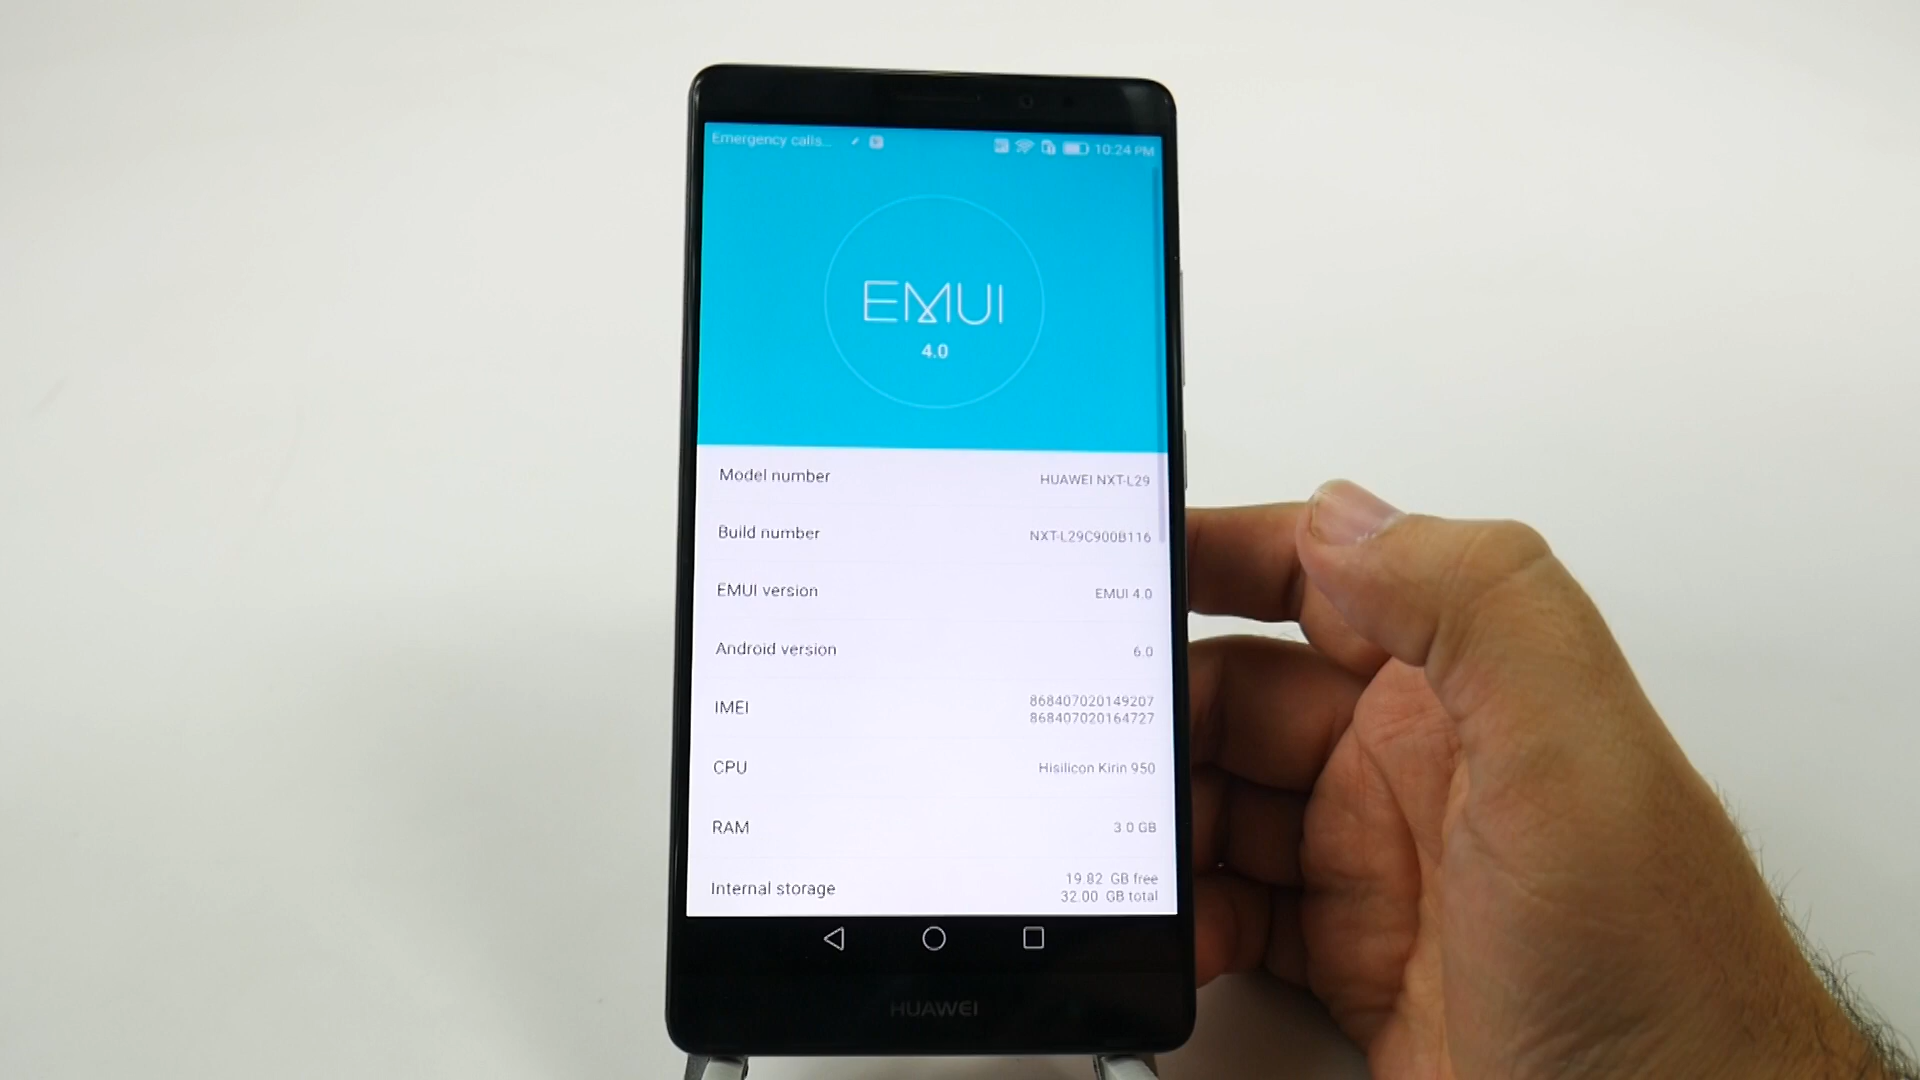 Emergency calls...
10:24 PM
EMUI
4.0
Model number HUAWEI NXT-L29
Build number NXT-L29C900B116
EMUI version EMUI 4.0
Android version 6.0
IMEI 868407020149207
868407020164727
CPU Hisilicon Kirin 950
RAM 3.0 GB
Internal storage 19.82 GB free
32.00 GB total
HUAWEI